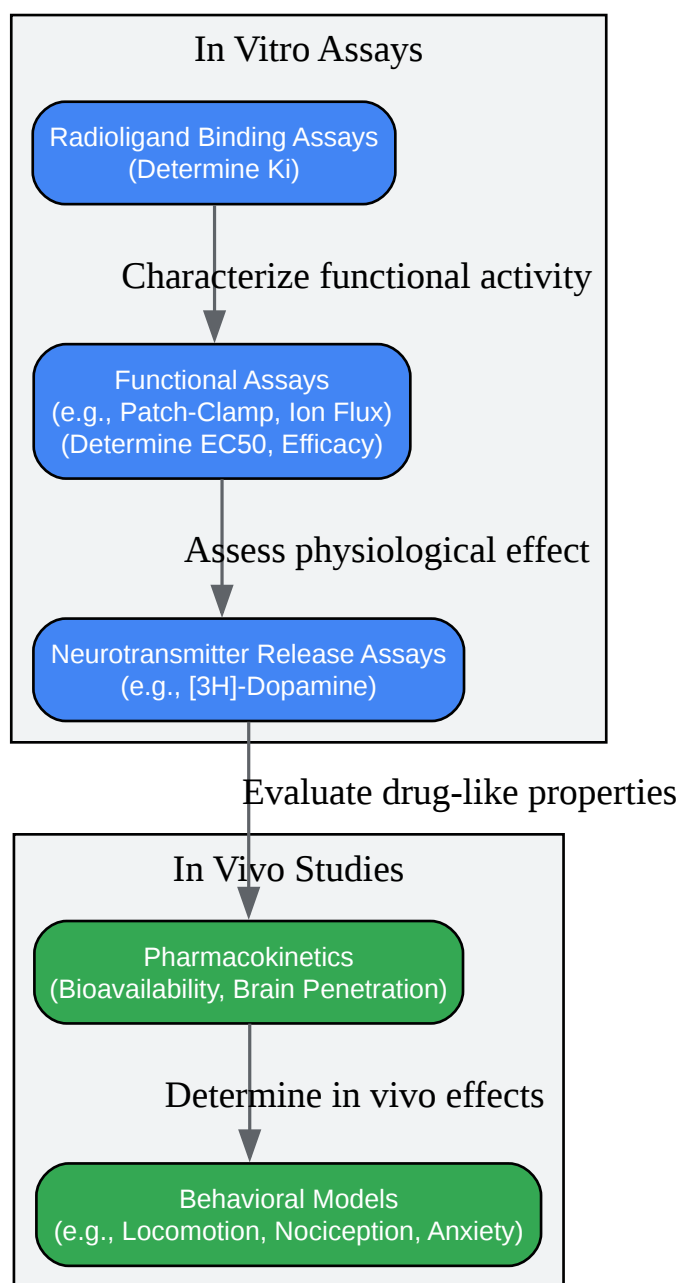 In Vitro Assays
Radioligand Binding Assays
(Determine Ki)
Characterize functional activity
Functional Assays
(e.g., Patch-Clamp, Ion Flux)
(Determine EC50, Efficacy)
Assess physiological effect
Neurotransmitter Release Assays
(e.g., [3H]-Dopamine)
Evaluate drug-like properties
In Vivo Studies
Pharmacokinetics
(Bioavailability, Brain Penetration)
Determine in vivo effects
Behavioral Models
(e.g., Locomotion, Nociception, Anxiety)